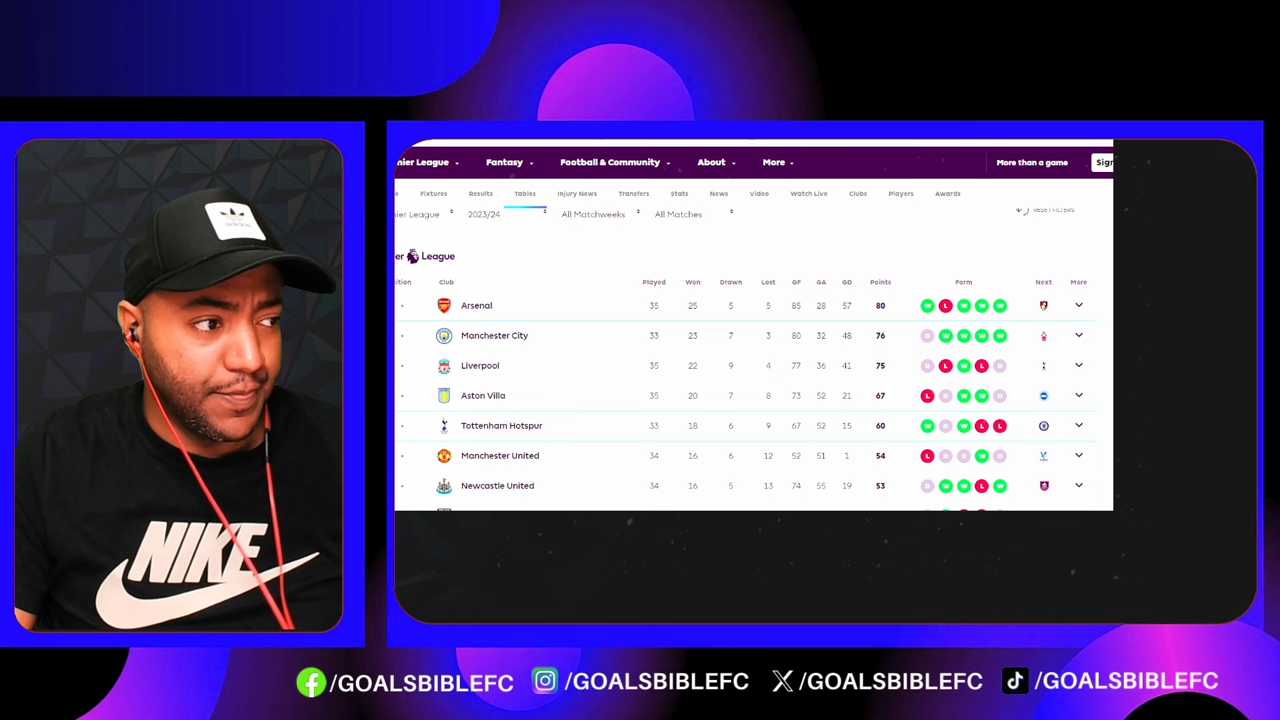 adidas
NIKE
nier League Fantasy Football & Community About More More than a game Sign
Fixtures Results Tables Injury News Transfers Stats News Video Watch Live Clubs Players Awards
ier League 2023/24 All Matchweeks All Matches RESET FILTERS
er League
ition Club Played Won Drawn Lost GF GA GD Points Form Next More
Arsenal 35 25 5 5 85 28 57 80 W L W W W
Manchester City 33 23 7 3 80 32 48 76 D W W W W
Liverpool 35 22 9 4 77 36 41 75 D L W L D
Aston Villa 35 20 7 8 73 52 21 67 L D W W D
Tottenham Hotspur 33 18 6 9 67 52 15 60 W D W L L
Manchester United 34 16 6 12 52 51 1 54 L D D W D
Newcastle United 34 16 5 13 74 55 19 53 D W W L W
/GOALSBIBLEFC /GOALSBIBLEFC /GOALSBIBLEFC /GOALSBIBLEFC